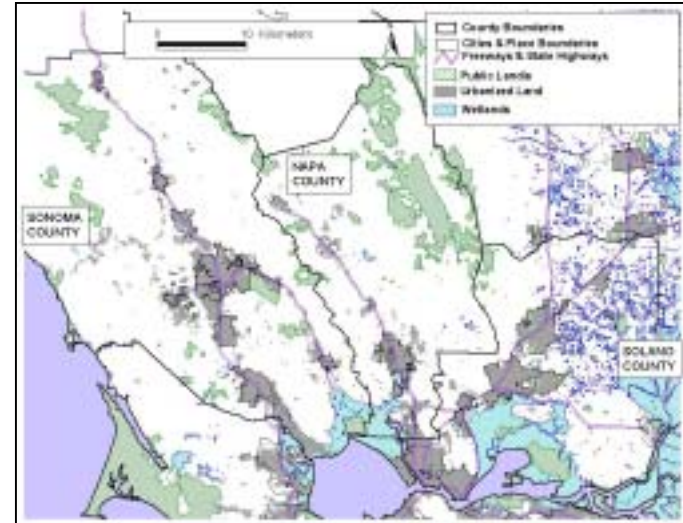 0 10 Kilometers
County Boundaries
Cities & Place Boundaries
Freeways & State Highways
Public Lands
Urbanized Land
Wetlands
NAPA
COUNTY
SONOMA
COUNTY
SOLANO
COUNTY